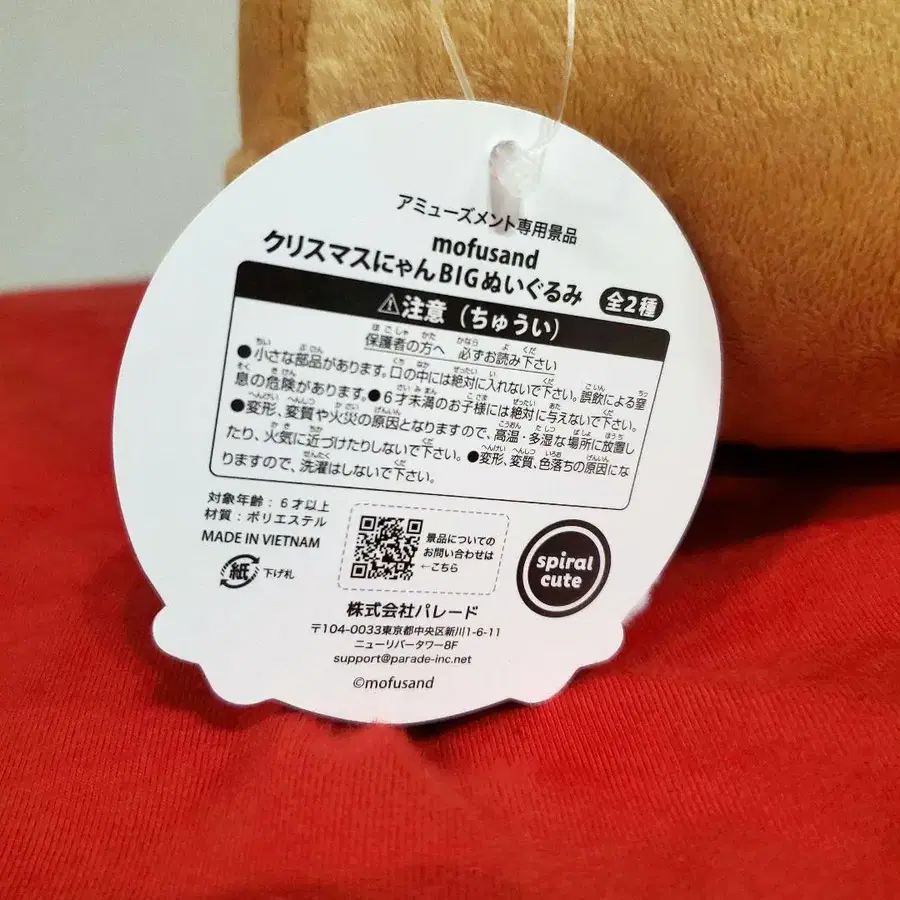 アミューズメント専用景品
mofusand
クリスマスにゃんBIGぬいぐるみ 全2種
⚠注意（ちゅうい）
保護者の方へ 必ずお読み下さい
●小さな部品があります。口の中には絶対に入れないで下さい。誤飲による窒
息の危険があります。●6才未満のお子様には絶対に与えないで下さい。
●変形、変質や火災の原因となりますので、高温・多湿な場所に放置し
たり、火気に近づけたりしないで下さい。●変形、変質、色落ちの原因にな
りますので、洗濯はしないで下さい。
対象年齢：6才以上
材質：ポリエステル
MADE IN VIETNAM
紙 下げ札
景品についての
お問い合わせは
←こちら
spiral
cute
株式会社パレード
〒104-0033東京都中央区新川1-6-11
ニューリバータワー8F
support@parade-inc.net
©mofusand